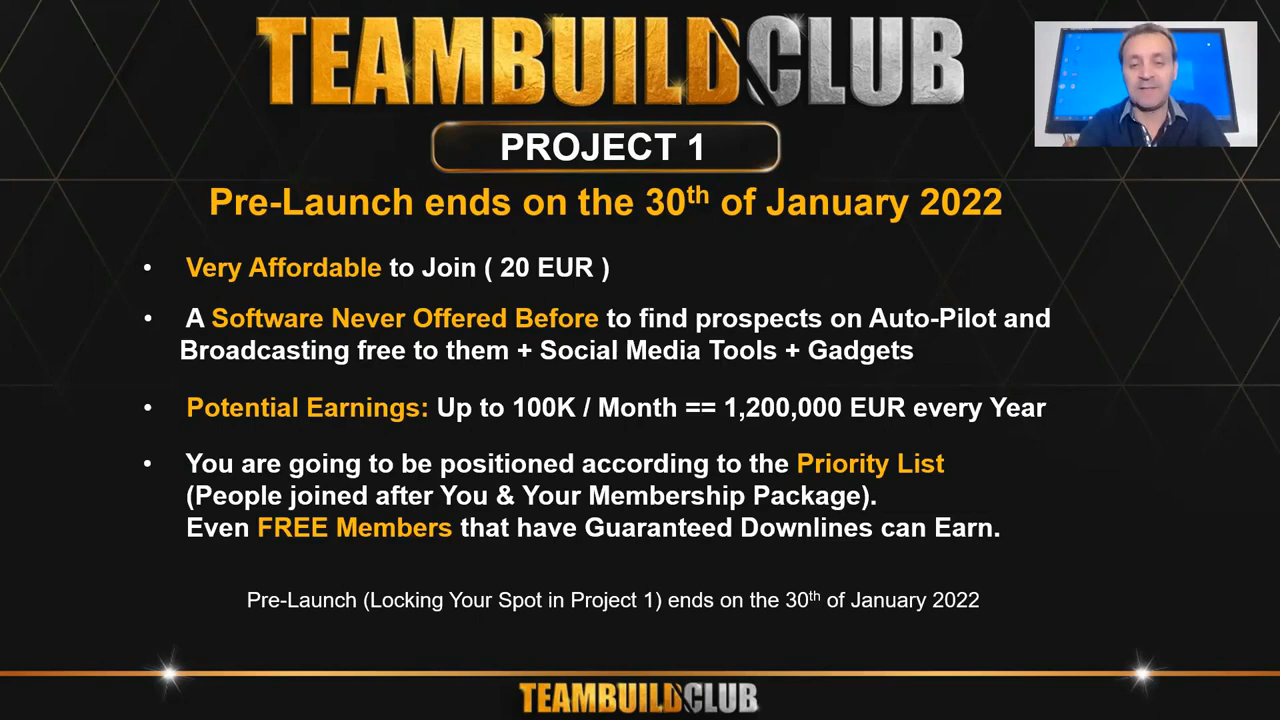 TEAMBUILDCLUB
PROJECT 1
Pre-Launch ends on the 30th of January 2022
• Very Affordable to Join ( 20 EUR )
• A Software Never Offered Before to find prospects on Auto-Pilot and
Broadcasting free to them + Social Media Tools + Gadgets
• Potential Earnings: Up to 100K / Month == 1,200,000 EUR every Year
• You are going to be positioned according to the Priority List
(People joined after You & Your Membership Package).
Even FREE Members that have Guaranteed Downlines can Earn.
Pre-Launch (Locking Your Spot in Project 1) ends on the 30th of January 2022
TEAMBUILDCLUB